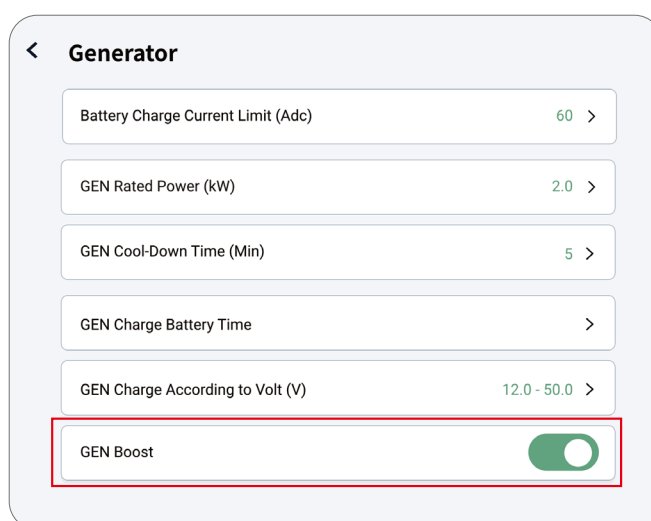 Generator
Battery Charge Current Limit (Adc) 60
GEN Rated Power (kW) 2.0
GEN Cool-Down Time (Min) 5
GEN Charge Battery Time
GEN Charge According to Volt (V) 12.0 - 50.0
GEN Boost